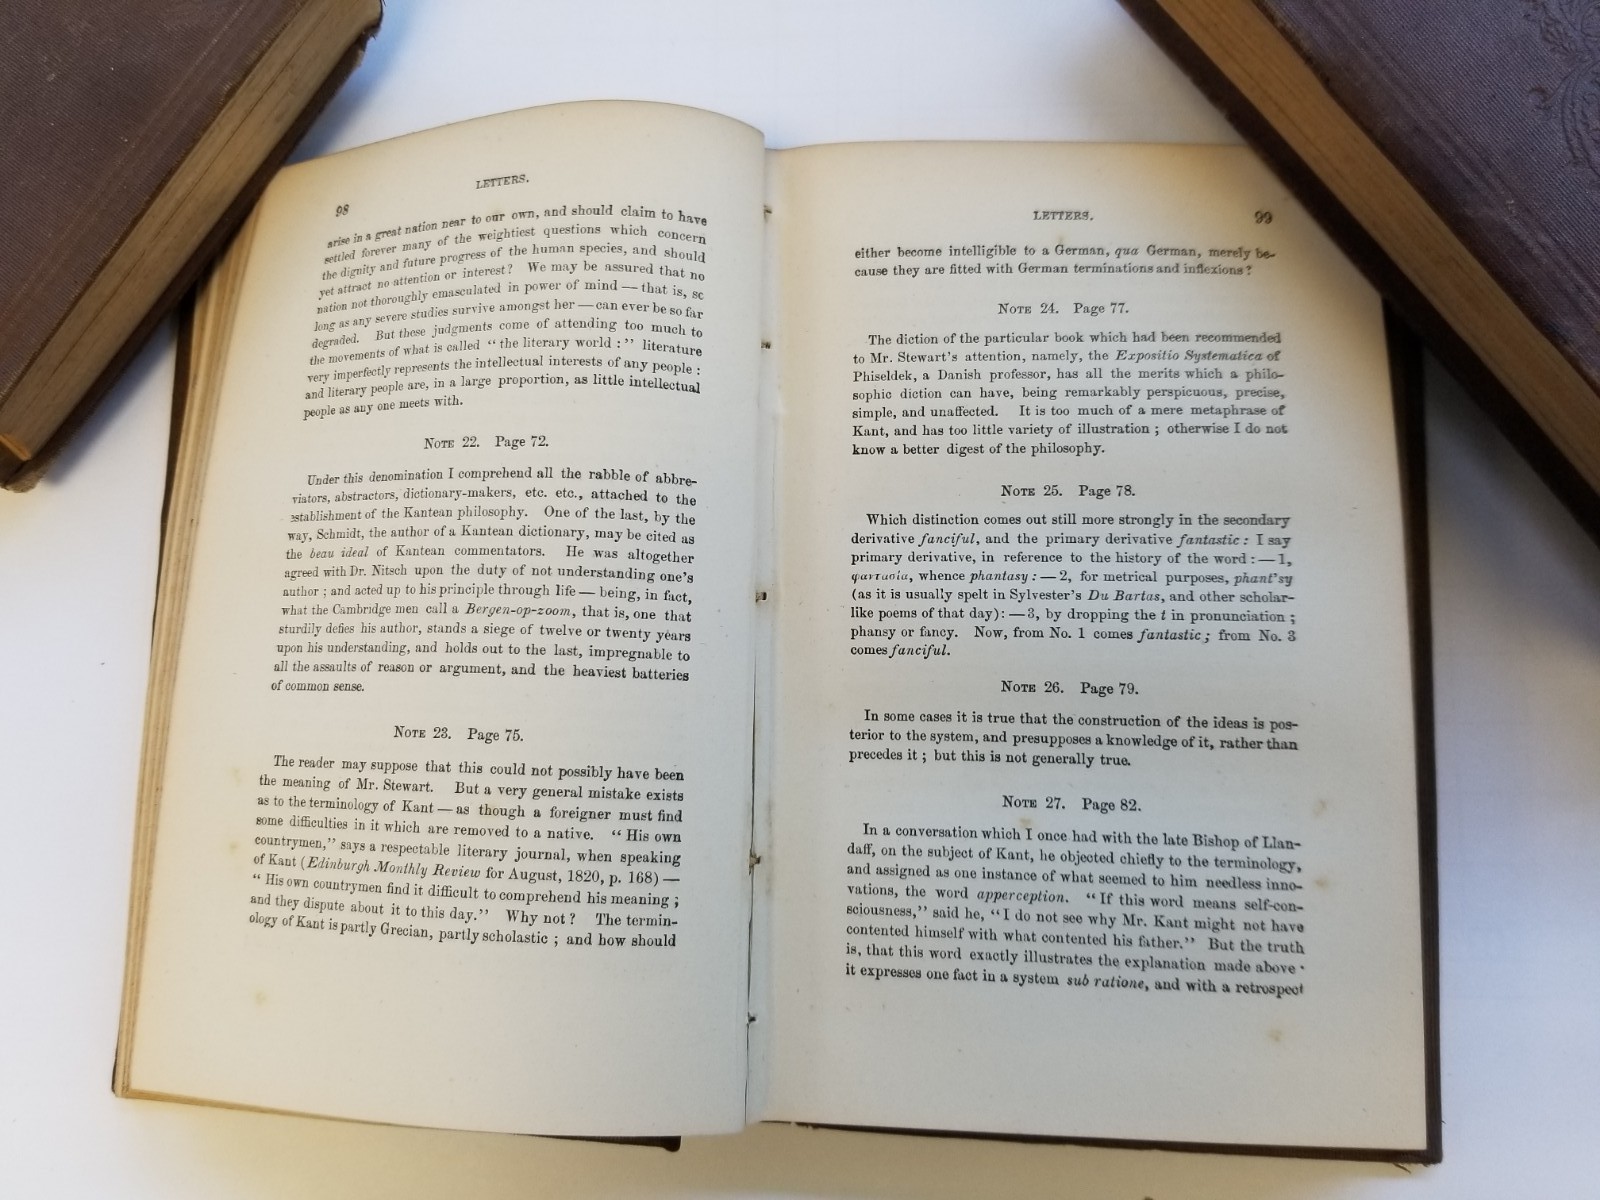 LETTERS.
98
arise in a great nation near to our own, and should claim to have
settled forever many of the weightiest questions which concern
the dignity and future progress of the human species, and should
yet attract no attention or interest? We may be assured that no
nation not thoroughly emasculated in power of mind — that is, so
long as any severe studies survive amongst her — can ever be so far
degraded. But these judgments come of attending too much to
the movements of what is called "the literary world:" literature
very imperfectly represents the intellectual interests of any people:
and literary people are, in a large proportion, as little intellectual
people as any one meets with.
NOTE 22. Page 72.
Under this denomination I comprehend all the rabble of abbre-
viators, abstractors, dictionary-makers, etc. etc., attached to the
establishment of the Kantean philosophy. One of the last, by the
way, Schmidt, the author of a Kantean dictionary, may be cited as
the beau ideal of Kantean commentators. He was altogether
agreed with Dr. Nitsch upon the duty of not understanding one's
author; and acted up to his principle through life — being, in fact,
what the Cambridge men call a Bergen-op-zoom, that is, one that
sturdily defies his author, stands a siege of twelve or twenty years
upon his understanding, and holds out to the last, impregnable to
all the assaults of reason or argument, and the heaviest batteries
of common sense.
NOTE 23. Page 75.
The reader may suppose that this could not possibly have been
the meaning of Mr. Stewart. But a very general mistake exists
as to the terminology of Kant — as though a foreigner must find
some difficulties in it which are removed to a native. "His own
countrymen," says a respectable literary journal, when speaking
of Kant (Edinburgh Monthly Review for August, 1820, p. 168) —
"His own countrymen find it difficult to comprehend his meaning;
and they dispute about it to this day." Why not? The termin-
ology of Kant is partly Grecian, partly scholastic; and how should
LETTERS. 99
either become intelligible to a German, qua German, merely be-
cause they are fitted with German terminations and inflexions?
NOTE 24. Page 77.
The diction of the particular book which had been recommended
to Mr. Stewart's attention, namely, the Expositio Systematica of
Phiseldek, a Danish professor, has all the merits which a philo-
sophic diction can have, being remarkably perspicuous, precise,
simple, and unaffected. It is too much of a mere metaphrase of
Kant, and has too little variety of illustration; otherwise I do not
know a better digest of the philosophy.
NOTE 25. Page 78.
Which distinction comes out still more strongly in the secondary
derivative fanciful, and the primary derivative fantastic: I say
primary derivative, in reference to the history of the word: — 1,
φαντασία, whence phantasy: — 2, for metrical purposes, phant'sy
(as it is usually spelt in Sylvester's Du Bartas, and other scholar-
like poems of that day): — 3, by dropping the t in pronunciation;
phansy or fancy. Now, from No. 1 comes fantastic; from No. 3
comes fanciful.
NOTE 26. Page 79.
In some cases it is true that the construction of the ideas is pos-
terior to the system, and presupposes a knowledge of it, rather than
precedes it; but this is not generally true.
NOTE 27. Page 82.
In a conversation which I once had with the late Bishop of Llan-
daff, on the subject of Kant, he objected chiefly to the terminology,
and assigned as one instance of what seemed to him needless inno-
vations, the word apperception. "If this word means self-con-
sciousness," said he, "I do not see why Mr. Kant might not have
contented himself with what contented his father." But the truth
is, that this word exactly illustrates the explanation made above:
it expresses one fact in a system sub ratione, and with a retrospect